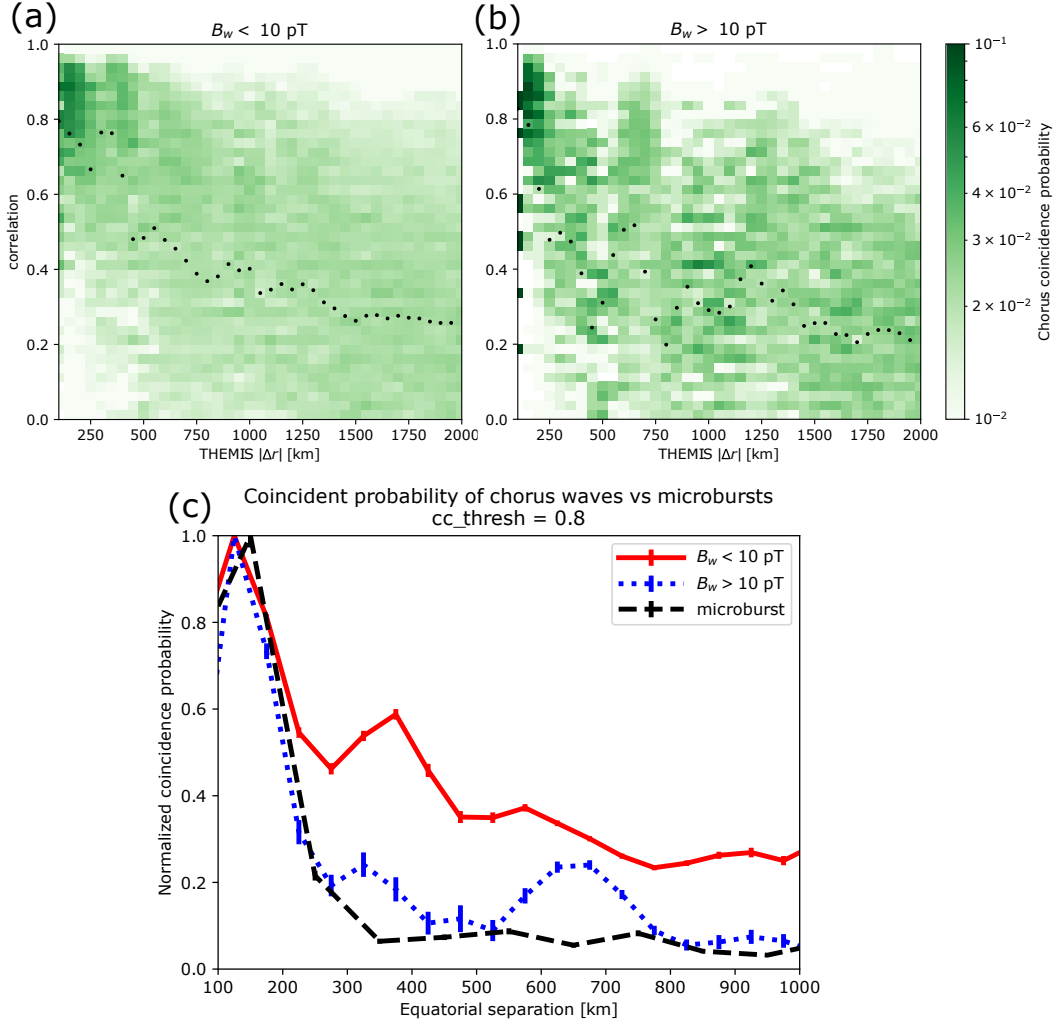 (a)
B_w < 10 pT
1.0
0.8
0.6
0.4
0.2
0.0
correlation
250 500 750 1000 1250 1500 1750 2000
THEMIS |Δr| [km]
(b)
B_w > 10 pT
1.0
0.8
0.6
0.4
0.2
0.0
250 500 750 1000 1250 1500 1750 2000
THEMIS |Δr| [km]
10⁻¹
6 × 10⁻²
4 × 10⁻²
3 × 10⁻²
2 × 10⁻²
10⁻²
Chorus coincidence probability
(c)
Coincident probability of chorus waves vs microbursts
cc_thresh = 0.8
1.0
0.8
0.6
0.4
0.2
0.0
Normalized coincidence probability
B_w < 10 pT
B_w > 10 pT
microburst
100 200 300 400 500 600 700 800 900 1000
Equatorial separation [km]